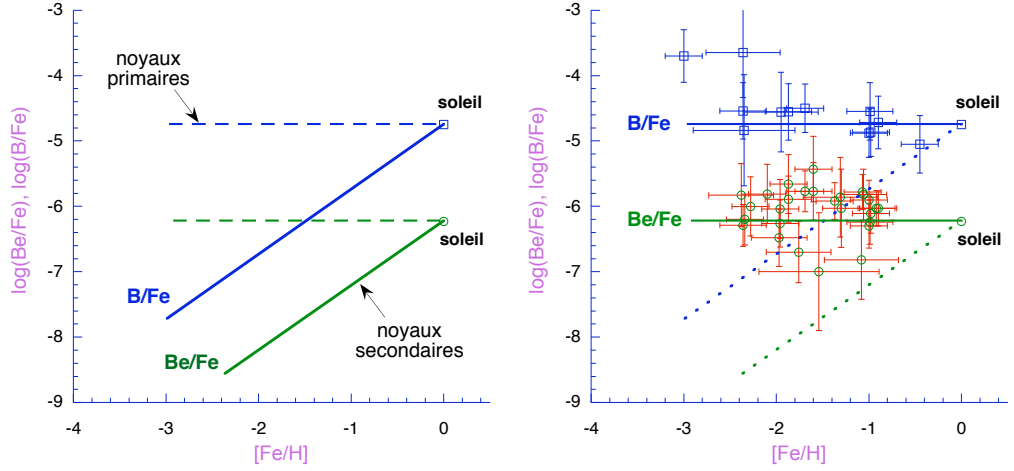 log(Be/Fe), log(B/Fe)
-3
-4
-5
-6
-7
-8
-9
noyaux
primaires
soleil
soleil
B/Fe
Be/Fe
noyaux
secondaires
-4
-3
-2
-1
0
[Fe/H]
log(Be/Fe), log(B/Fe)
-3
-4
-5
-6
-7
-8
-9
soleil
B/Fe
Be/Fe
soleil
-4
-3
-2
-1
0
[Fe/H]